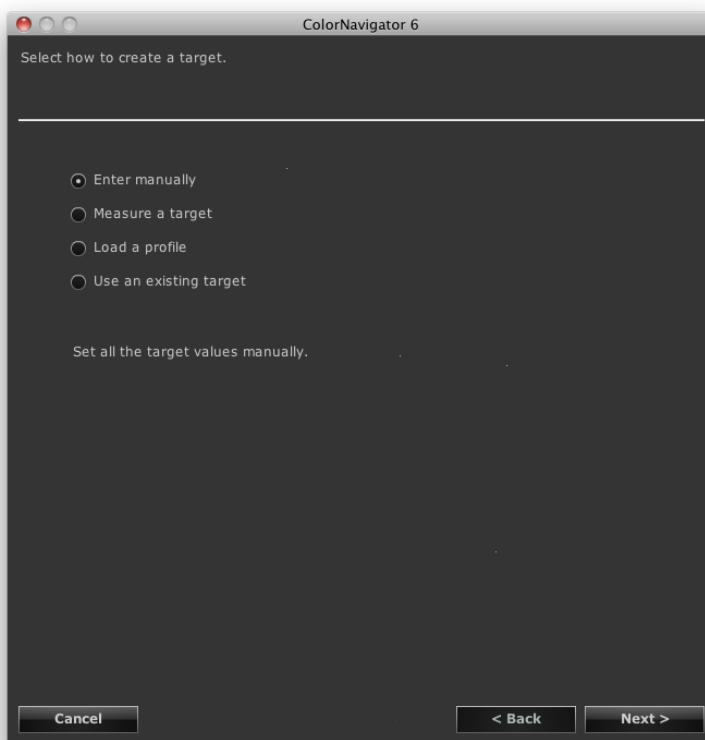 ColorNavigator 6
Select how to create a target.
Enter manually
Measure a target
Load a profile
Use an existing target
Set all the target values manually.
Cancel
< Back
Next >